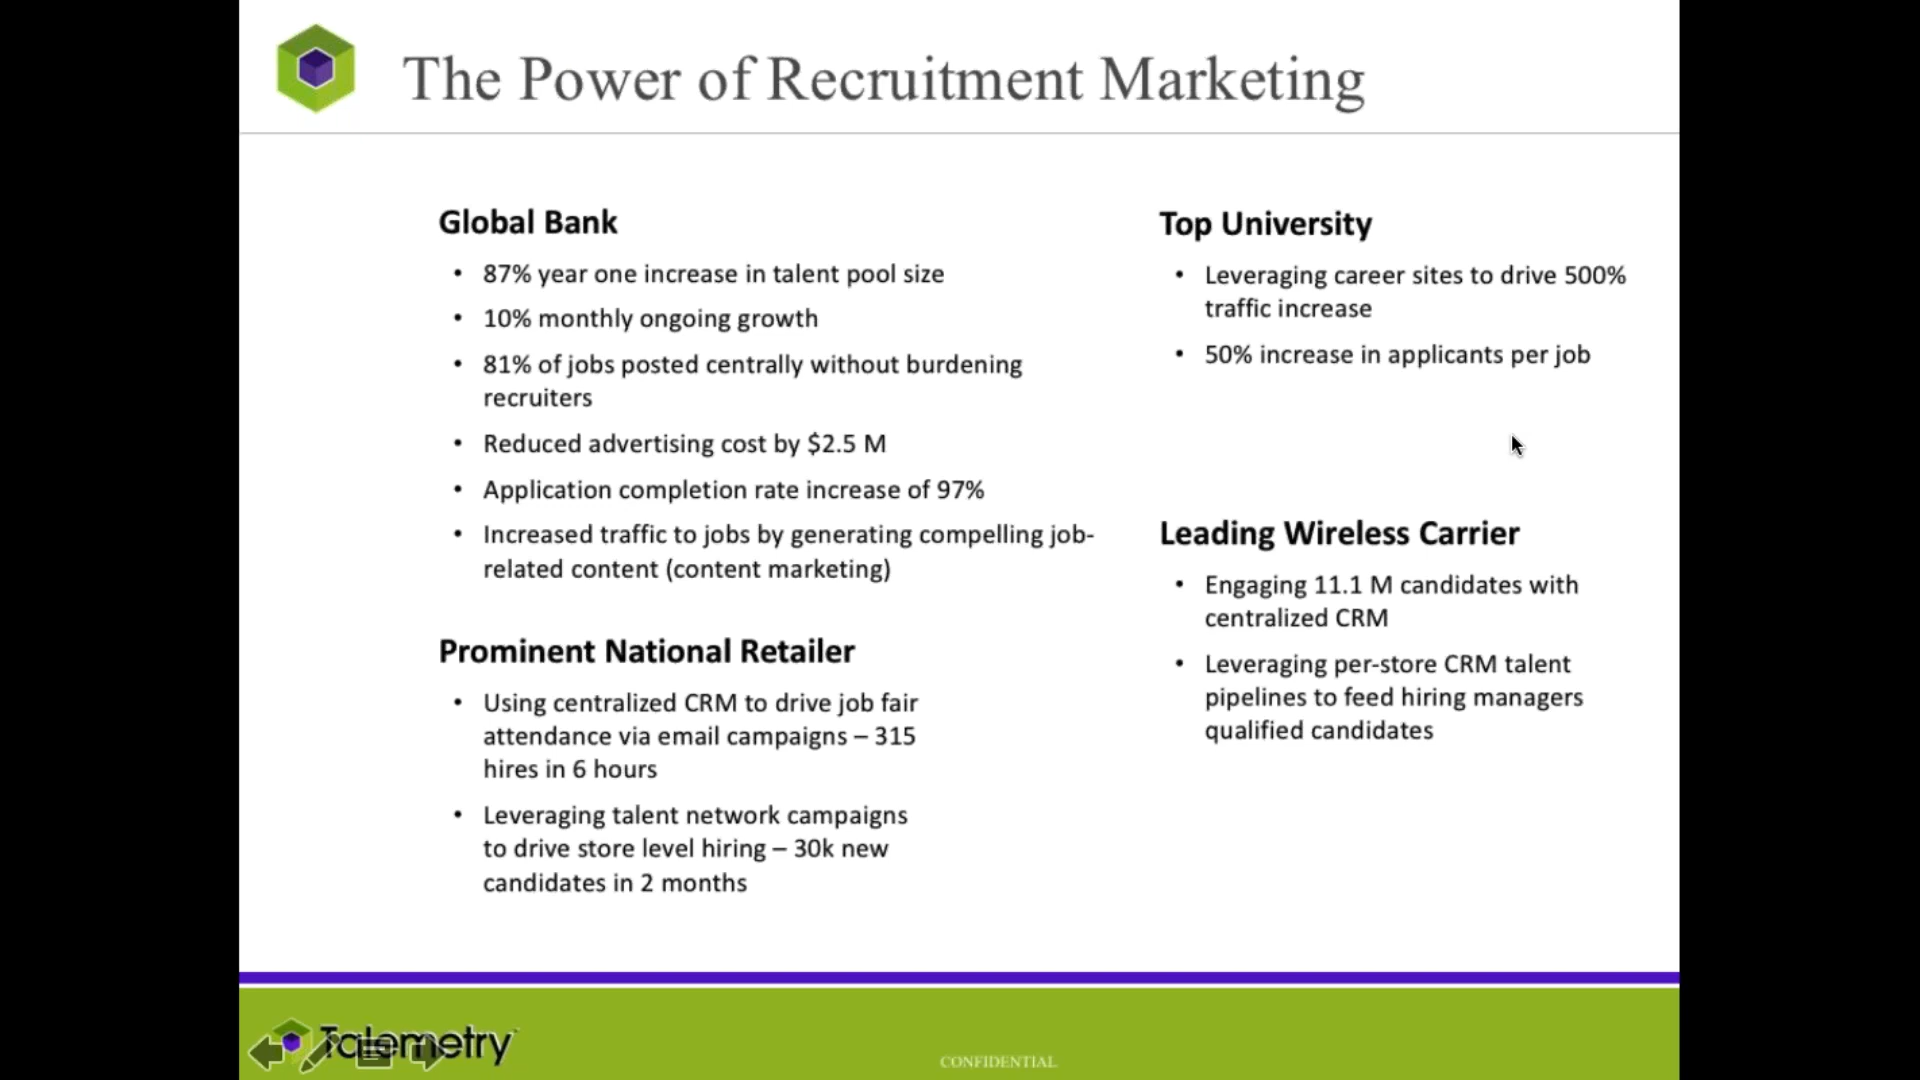 The Power of Recruitment Marketing
Global Bank
• 87% year one increase in talent pool size
• 10% monthly ongoing growth
• 81% of jobs posted centrally without burdening
recruiters
• Reduced advertising cost by $2.5 M
• Application completion rate increase of 97%
• Increased traffic to jobs by generating compelling job-
related content (content marketing)
Prominent National Retailer
• Using centralized CRM to drive job fair
attendance via email campaigns – 315
hires in 6 hours
• Leveraging talent network campaigns
to drive store level hiring – 30k new
candidates in 2 months
Top University
• Leveraging career sites to drive 500%
traffic increase
• 50% increase in applicants per job
Leading Wireless Carrier
• Engaging 11.1 M candidates with
centralized CRM
• Leveraging per-store CRM talent
pipelines to feed hiring managers
qualified candidates
Talemetry
CONFIDENTIAL